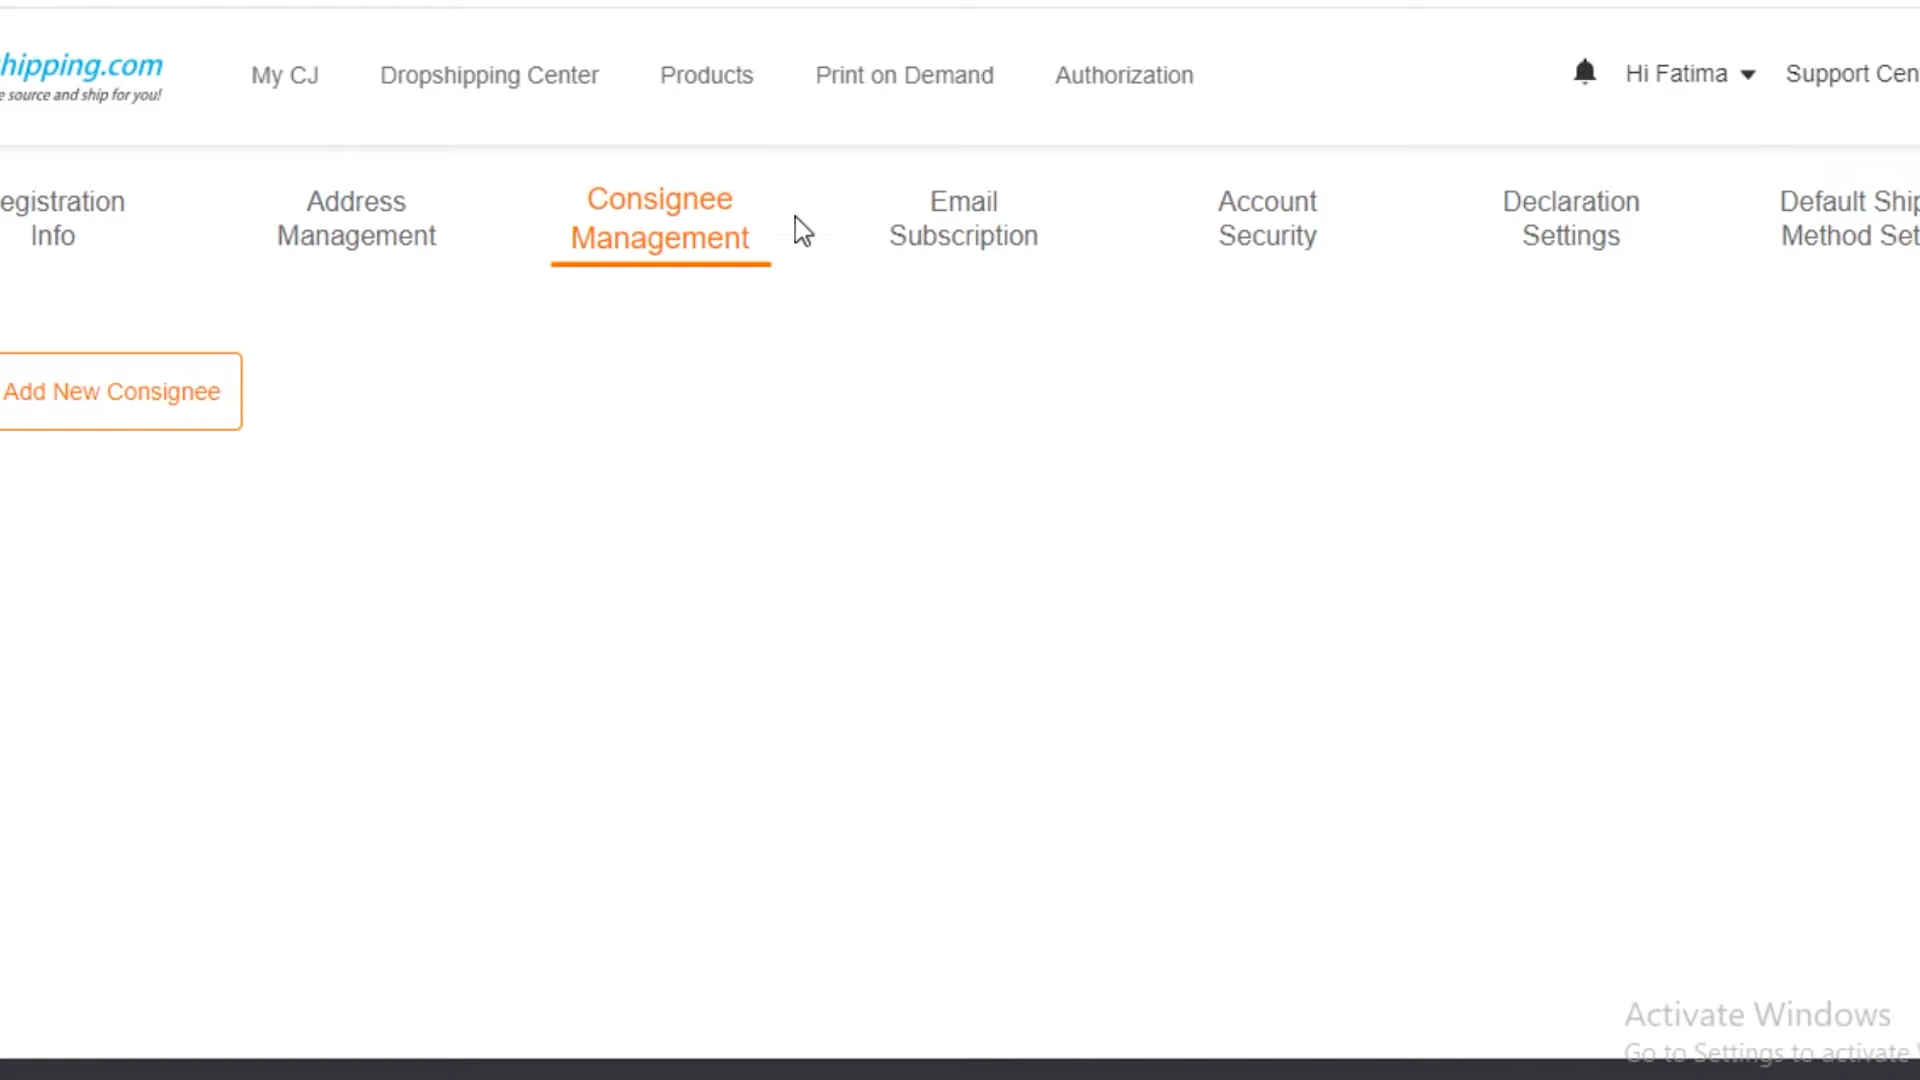 hipping.com
e source and ship for you!
My CJ
Dropshipping Center
Products
Print on Demand
Authorization
Hi Fatima
Support Cen
egistration
Info
Address
Management
Consignee
Management
Email
Subscription
Account
Security
Declaration
Settings
Default Ship
Method Set
Add New Consignee
Activate Windows
Go to Settings to activate